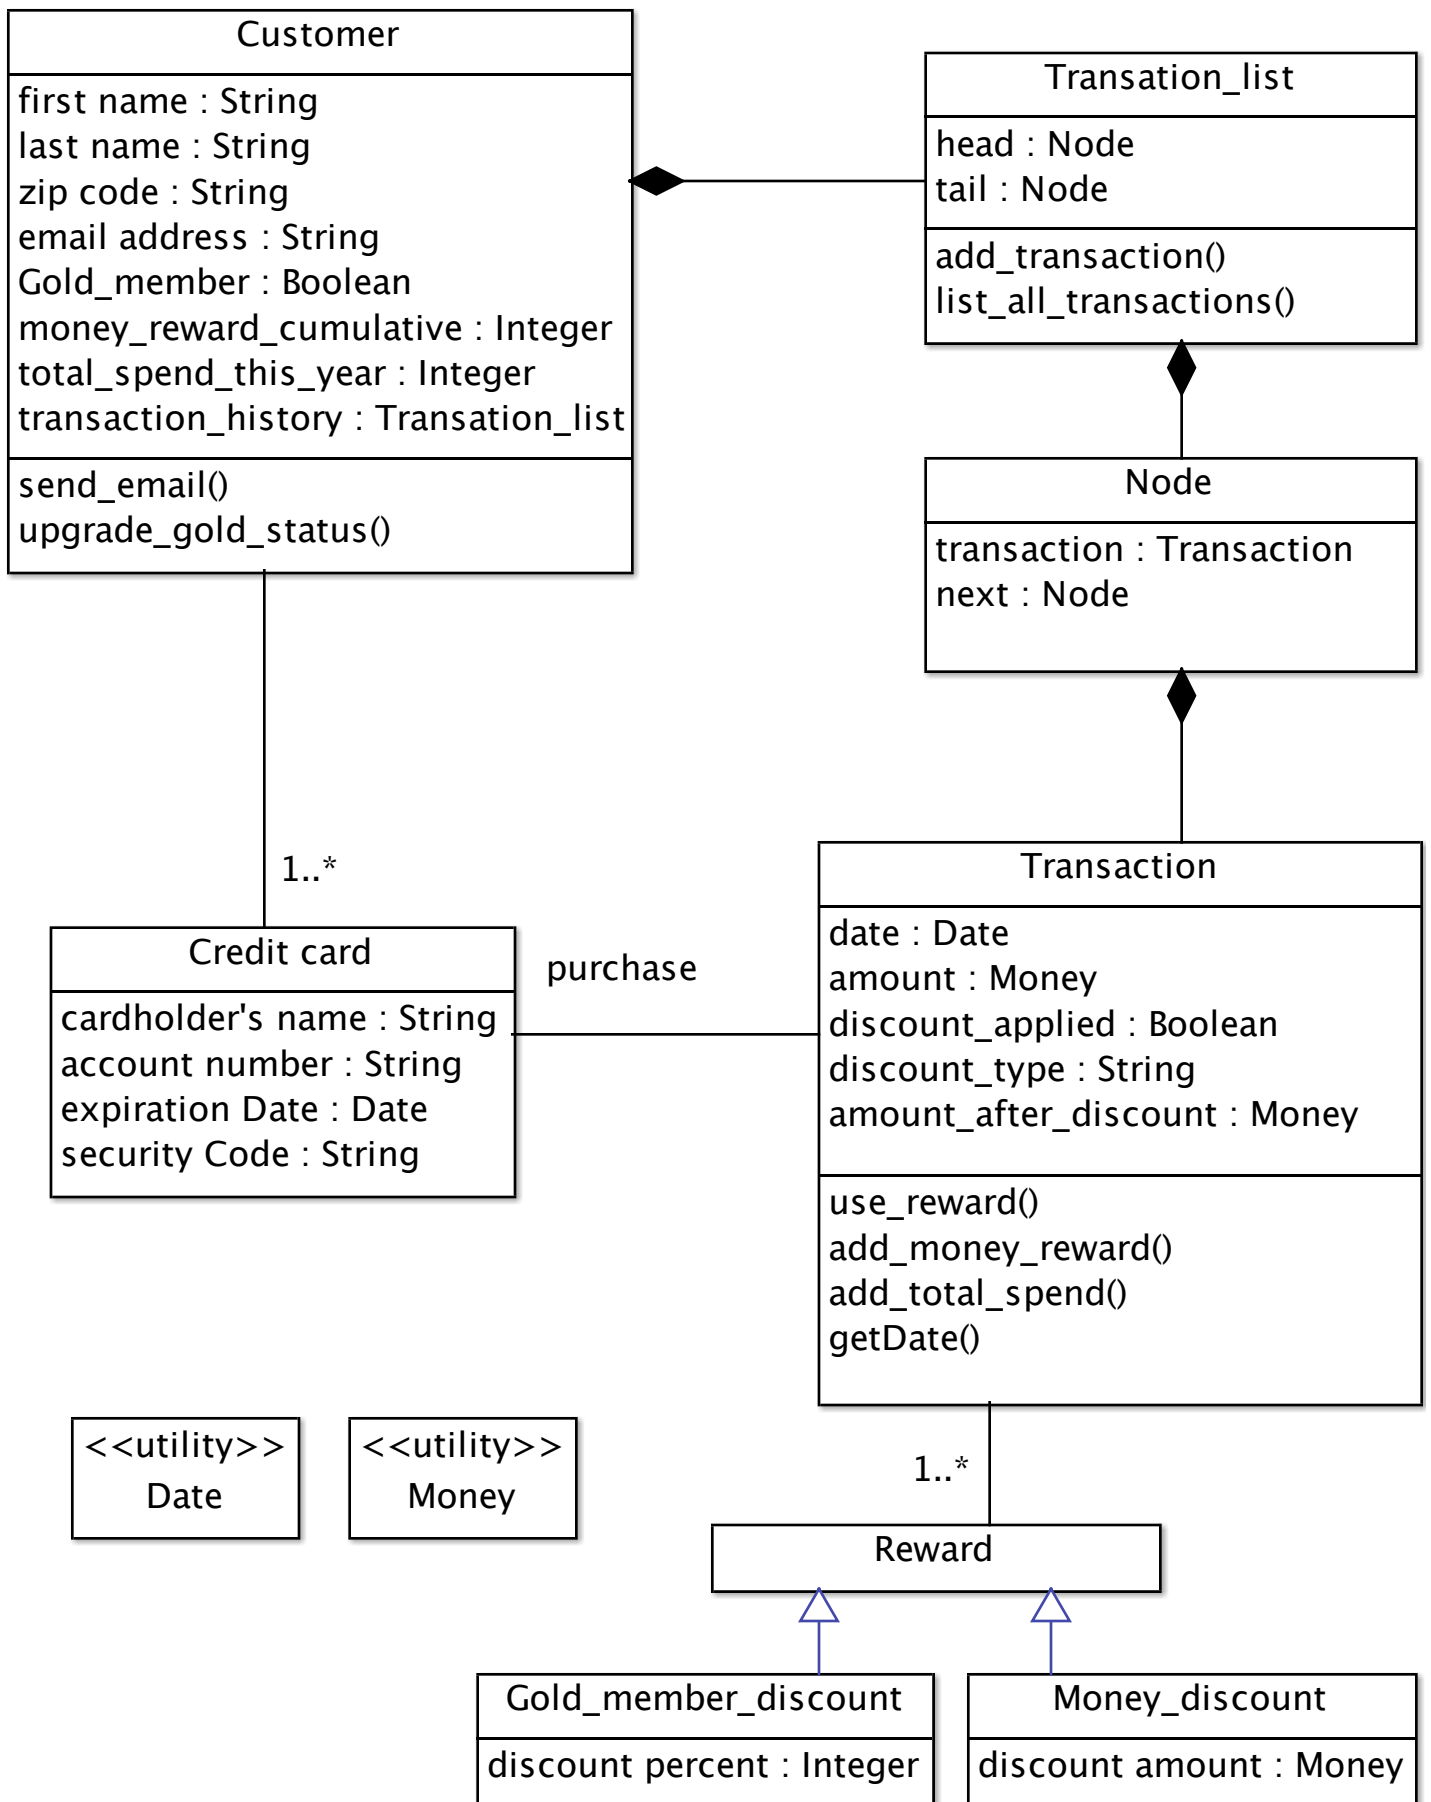 Customer
first name : String
last name : String
zip code : String
email address : String
Gold_member : Boolean
money_reward_cumulative : Integer
total_spend_this_year : Integer
transaction_history : Transation_list
send_email()
upgrade_gold_status()
Transation_list
head : Node
tail : Node
add_transaction()
list_all_transactions()
Node
transaction : Transaction
next : Node
1..*
Credit card
cardholder's name : String
account number : String
expiration Date : Date
security Code : String
purchase
Transaction
date : Date
amount : Money
discount_applied : Boolean
discount_type : String
amount_after_discount : Money
use_reward()
add_money_reward()
add_total_spend()
getDate()
<<utility>>
Date
<<utility>>
Money
1..*
Reward
Gold_member_discount
discount percent : Integer
Money_discount
discount amount : Money